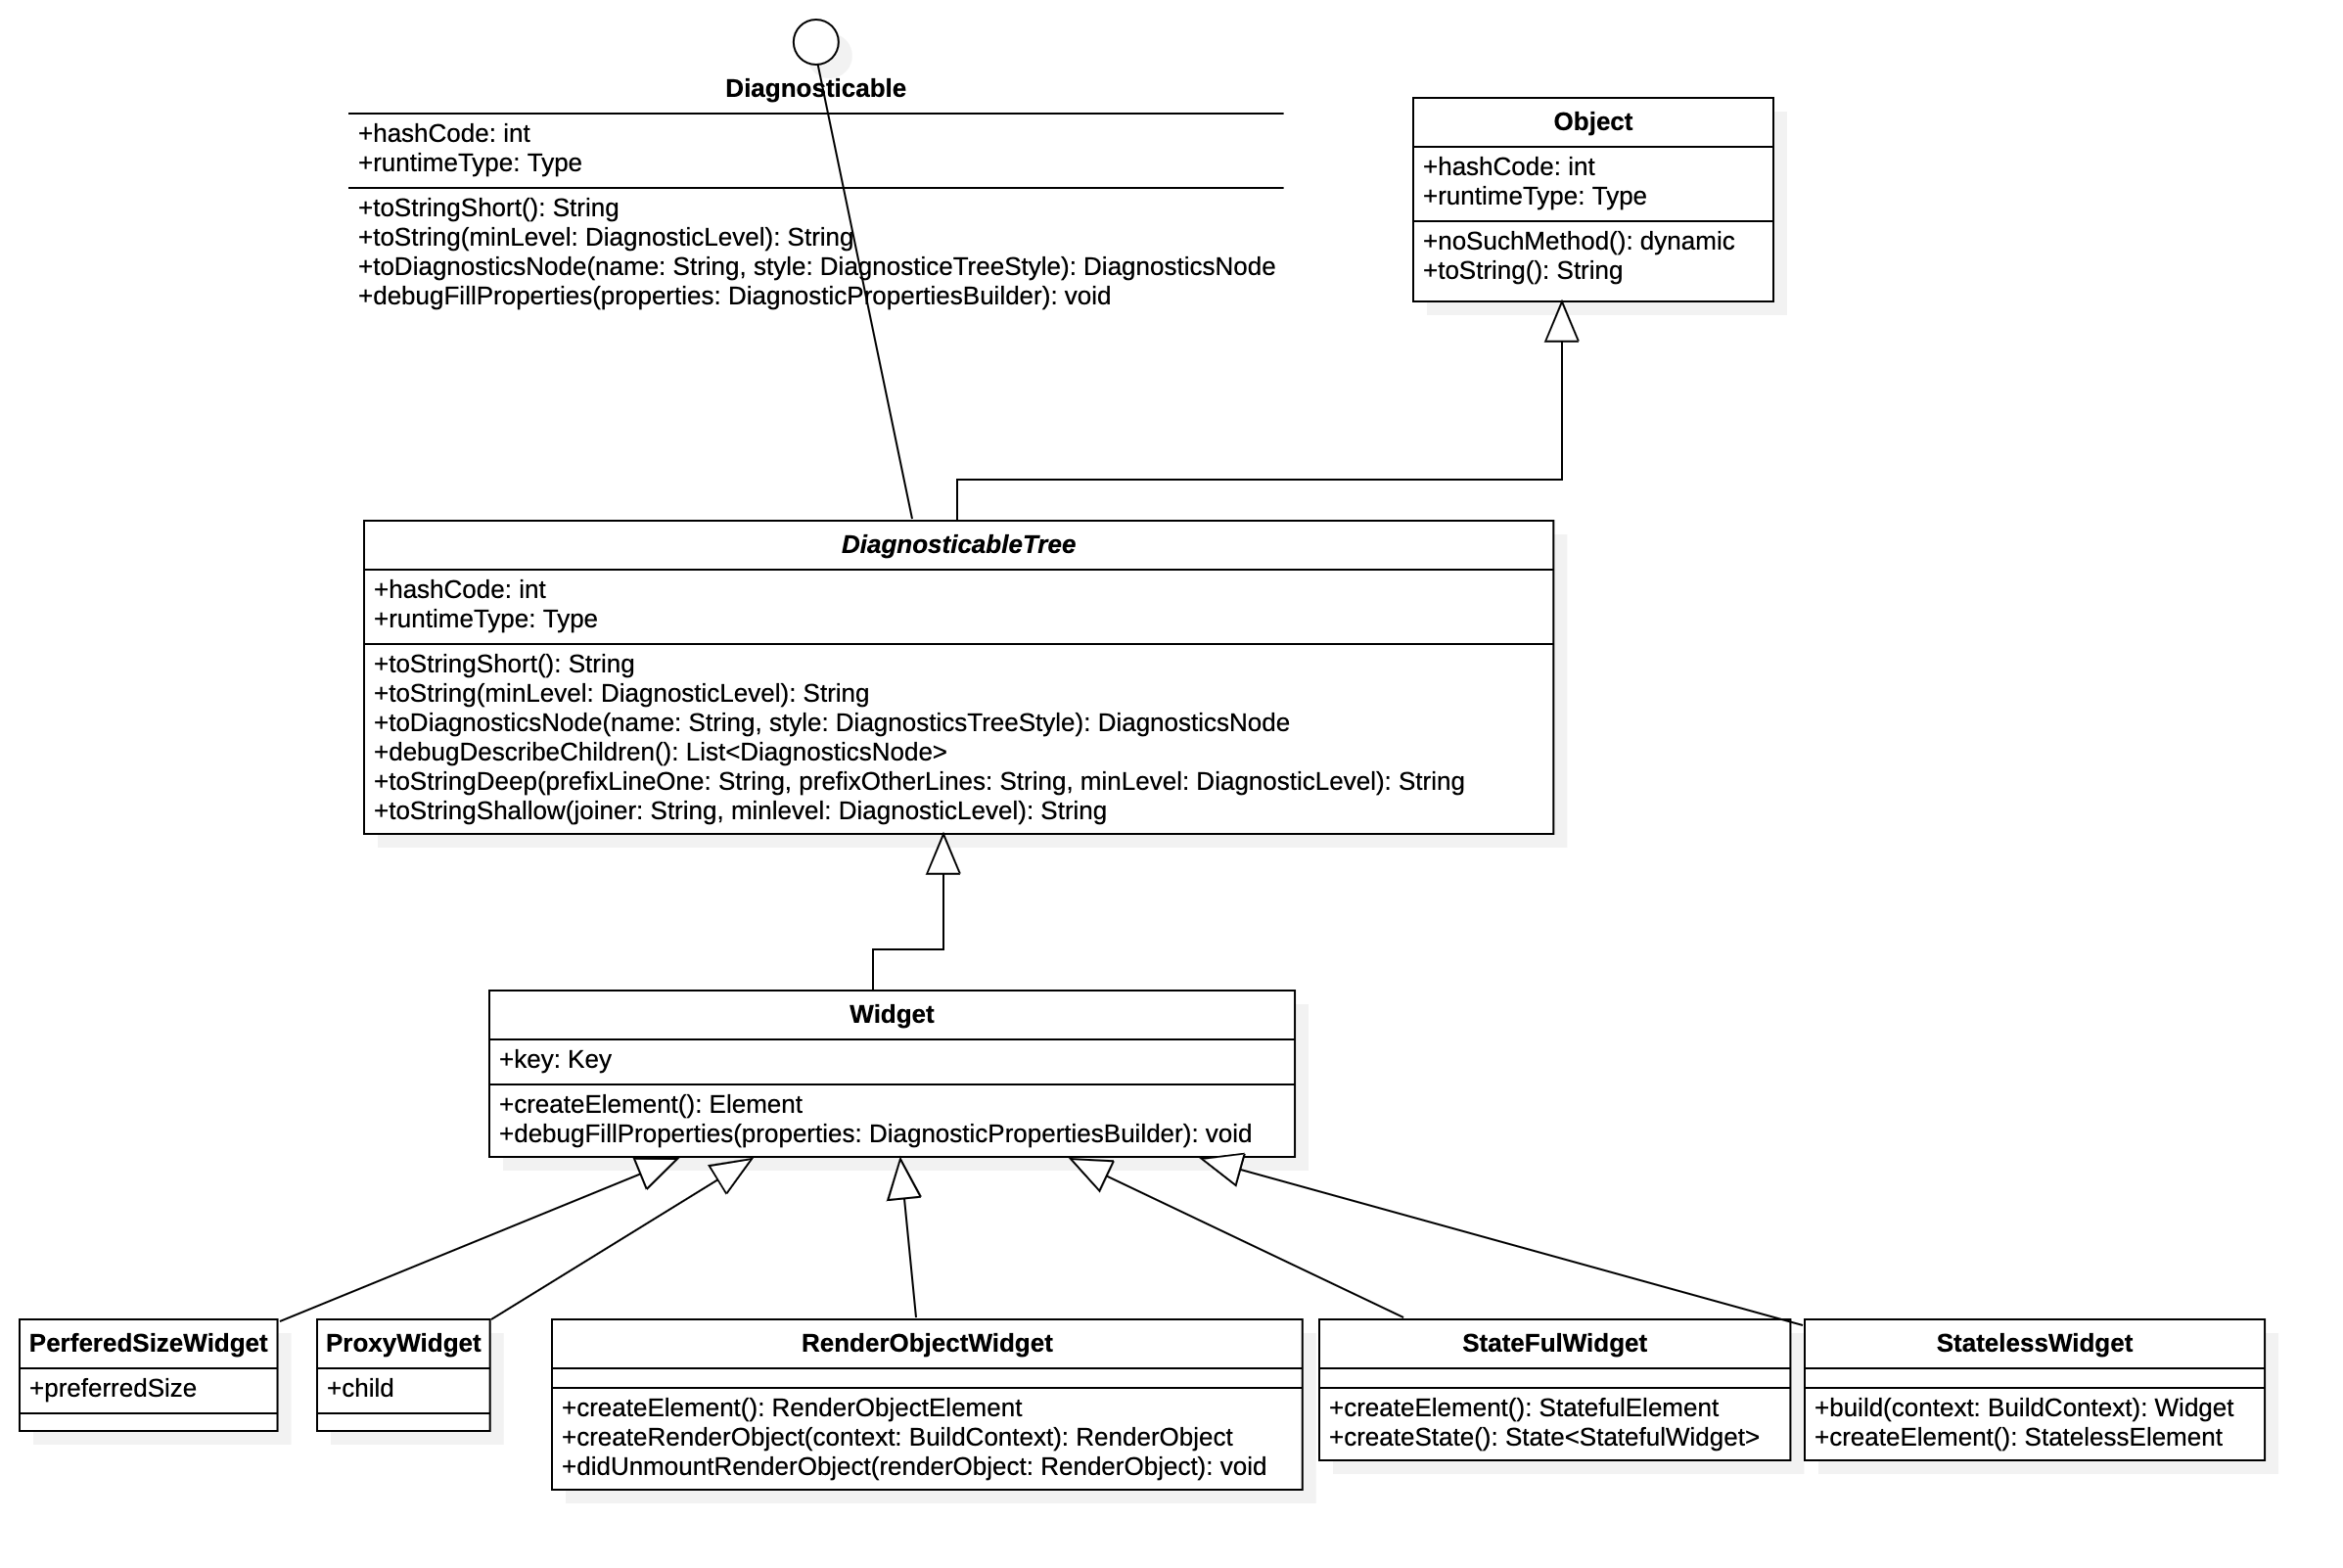 Diagnosticable
+hashCode: int
+runtimeType: Type
+toStringShort(): String
+toString(minLevel: DiagnosticLevel): String
+toDiagnosticsNode(name: String, style: DiagnosticeTreeStyle): DiagnosticsNode
+debugFillProperties(properties: DiagnosticPropertiesBuilder): void
Object
+hashCode: int
+runtimeType: Type
+noSuchMethod(): dynamic
+toString(): String
DiagnosticableTree
+hashCode: int
+runtimeType: Type
+toStringShort(): String
+toString(minLevel: DiagnosticLevel): String
+toDiagnosticsNode(name: String, style: DiagnosticsTreeStyle): DiagnosticsNode
+debugDescribeChildren(): List<DiagnosticsNode>
+toStringDeep(prefixLineOne: String, prefixOtherLines: String, minLevel: DiagnosticLevel): String
+toStringShallow(joiner: String, minlevel: DiagnosticLevel): String
Widget
+key: Key
+createElement(): Element
+debugFillProperties(properties: DiagnosticPropertiesBuilder): void
PerferedSizeWidget
+preferredSize
ProxyWidget
+child
RenderObjectWidget
+createElement(): RenderObjectElement
+createRenderObject(context: BuildContext): RenderObject
+didUnmountRenderObject(renderObject: RenderObject): void
StateFulWidget
+createElement(): StatefulElement
+createState(): State<StatefulWidget>
StatelessWidget
+build(context: BuildContext): Widget
+createElement(): StatelessElement